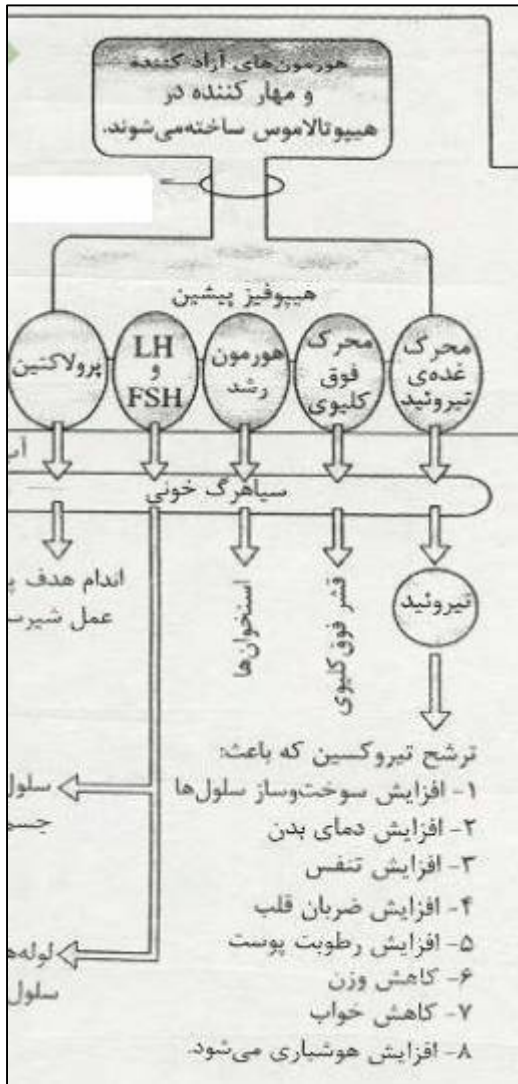 هورمون‌های آزاد کننده
و مهار کننده در
هیپوتالاموس ساخته‌می‌شوند.
هیپوفیز پیشین
محرک
غده‌ی
تیروئید
محرک
فوق
کلیوی
هورمون
رشد
LH
و
FSH
پرولاکتین
سیاهرگ خونی
تیروئید
قشر فوق‌کلیوی
استخوان‌ها
اندام هدف
عمل
ترشح تیروکسین که باعث:
۱- افزایش سوخت‌وساز سلول‌ها
۲- افزایش دمای بدن
۳- افزایش تنفس
۴- افزایش ضربان قلب
۵- افزایش رطوبت پوست
۶- کاهش وزن
۷- کاهش خواب
۸- افزایش هوشیاری می‌شود.
سلول
سلول